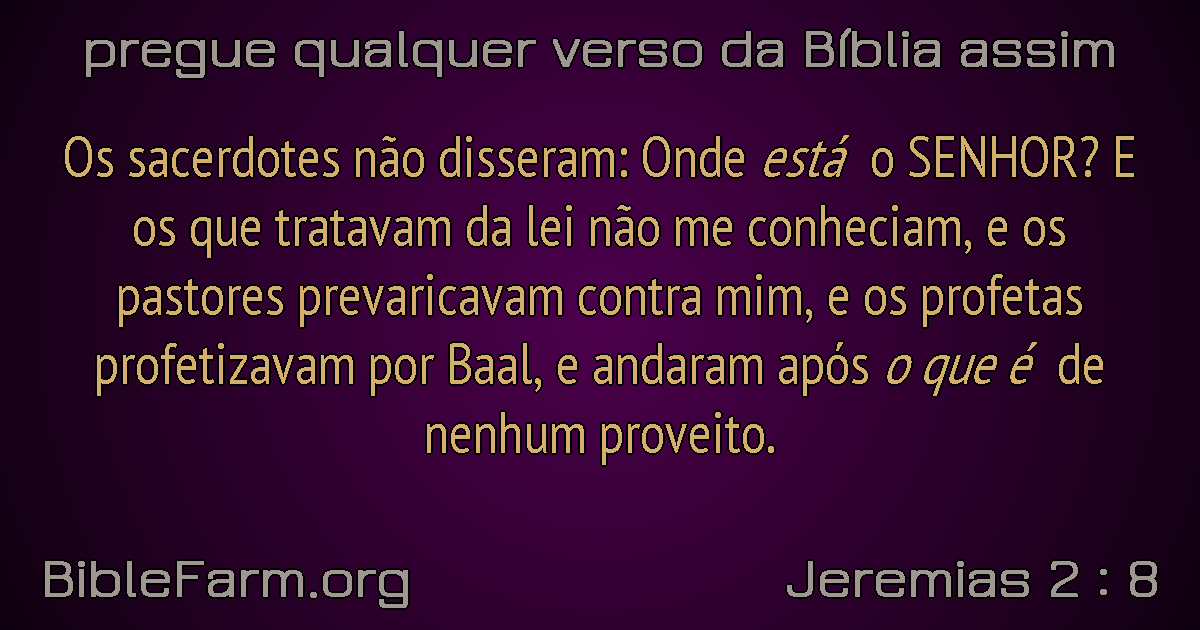 pregue qualquer verso da Bíblia assim
Os sacerdotes não disseram: Onde está o SENHOR? E
os que tratavam da lei não me conheciam, e os
pastores prevaricavam contra mim, e os profetas
profetizavam por Baal, e andaram após o que é de
nenhum proveito.
BibleFarm.org
Jeremias 2 : 8